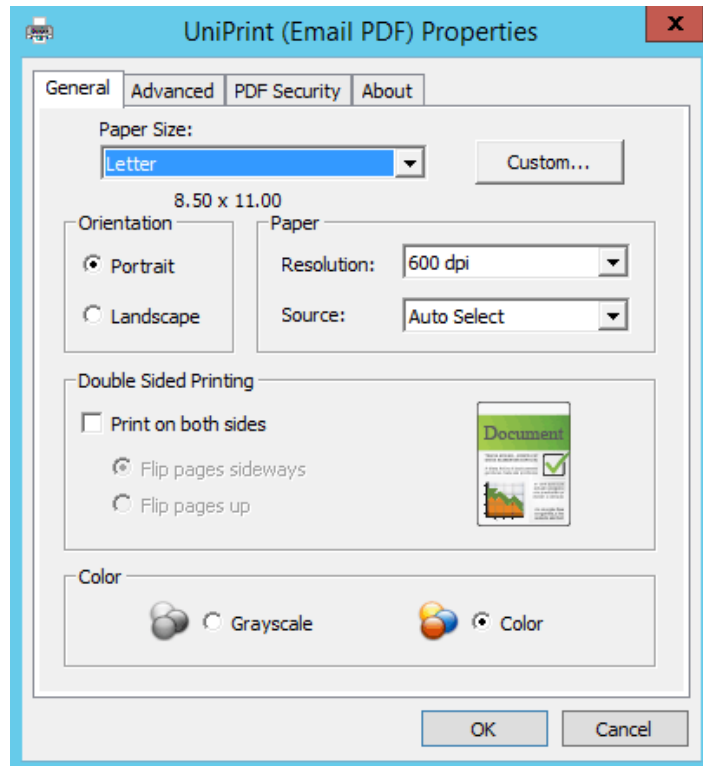 UniPrint (Email PDF) Properties
x
General Advanced PDF Security About
Paper Size:
Letter
Custom...
8.50 x 11.00
Orientation
Paper
Portrait
Resolution: 600 dpi
Landscape
Source: Auto Select
Double Sided Printing
Print on both sides
Document
Flip pages sideways
Flip pages up
Color
Grayscale
Color
OK
Cancel